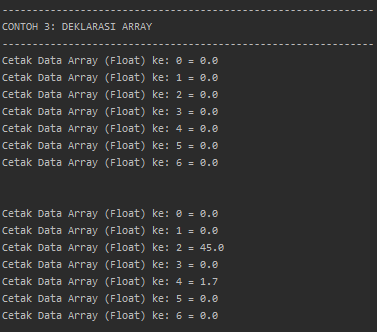 --------------------------------------------------------------
CONTOH 3: DEKLARASI ARRAY
--------------------------------------------------------------
Cetak Data Array (Float) ke: 0 = 0.0
Cetak Data Array (Float) ke: 1 = 0.0
Cetak Data Array (Float) ke: 2 = 0.0
Cetak Data Array (Float) ke: 3 = 0.0
Cetak Data Array (Float) ke: 4 = 0.0
Cetak Data Array (Float) ke: 5 = 0.0
Cetak Data Array (Float) ke: 6 = 0.0
Cetak Data Array (Float) ke: 0 = 0.0
Cetak Data Array (Float) ke: 1 = 0.0
Cetak Data Array (Float) ke: 2 = 45.0
Cetak Data Array (Float) ke: 3 = 0.0
Cetak Data Array (Float) ke: 4 = 1.7
Cetak Data Array (Float) ke: 5 = 0.0
Cetak Data Array (Float) ke: 6 = 0.0